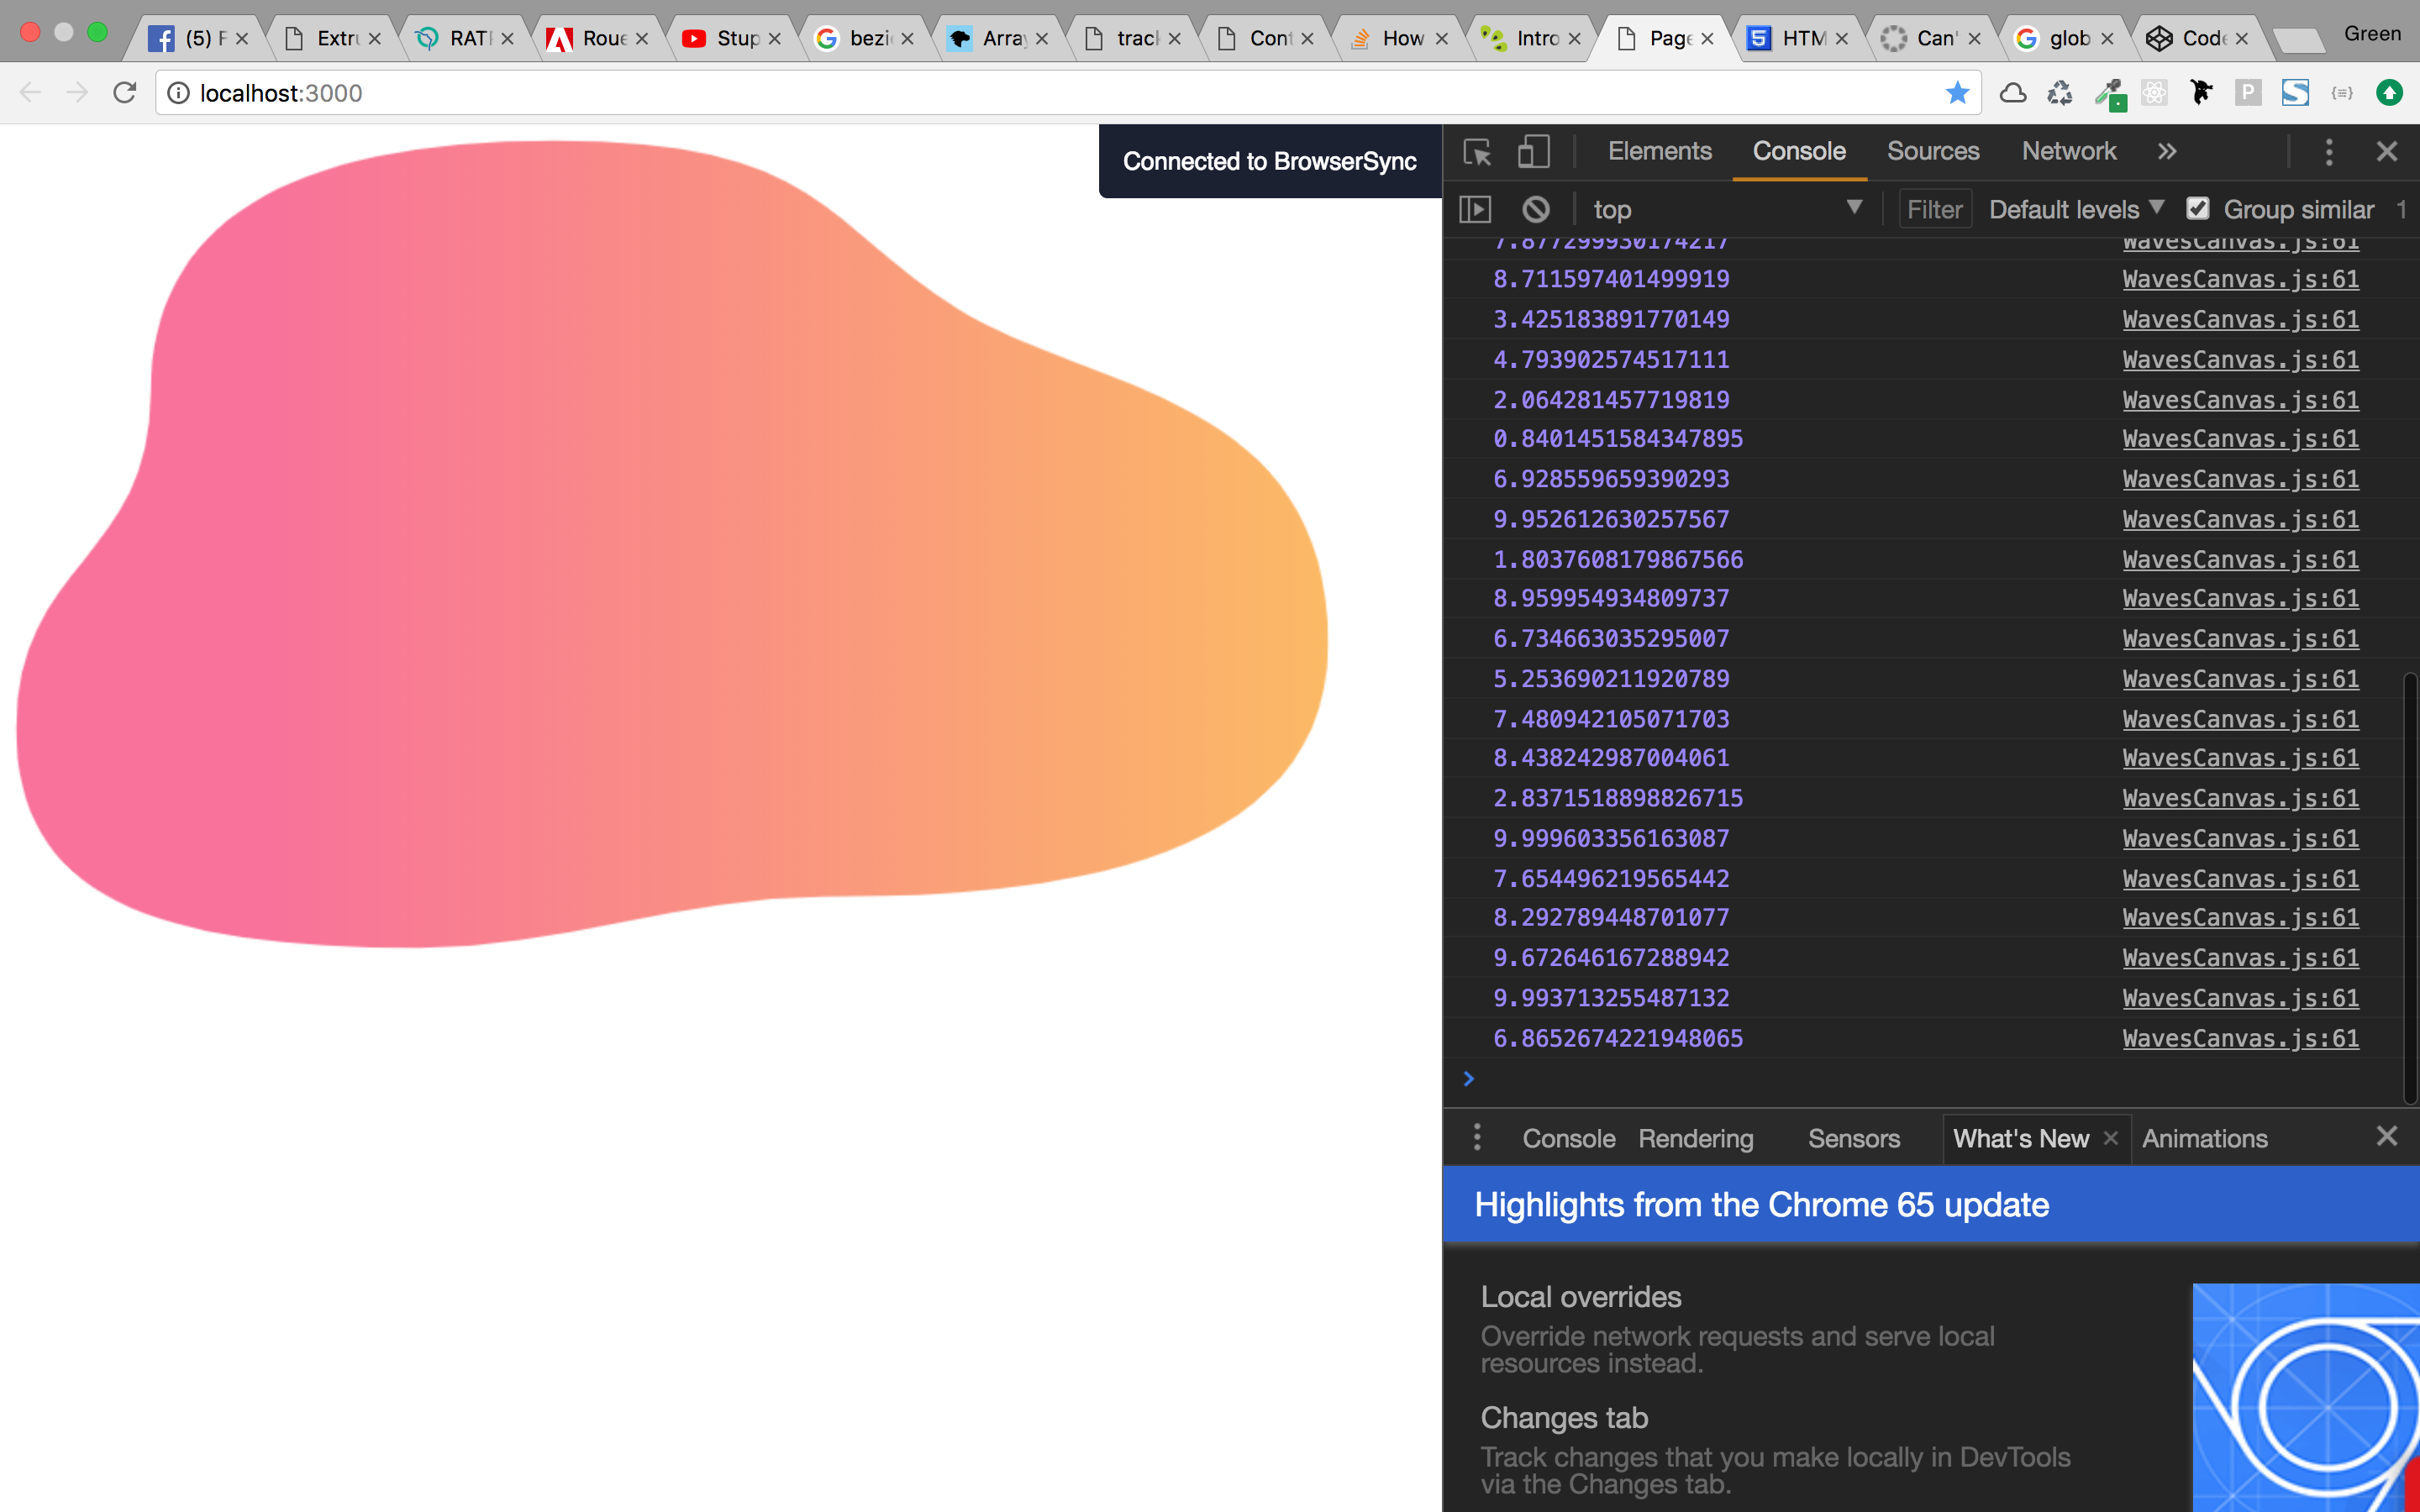 (5) F
Extr
RATI
Roue
Stup
bezi
Array
track
Cont
How
Intro
Page
HTM
Can'
glob
Code
Green
localhost:3000
Connected to BrowserSync
Elements Console Sources Network
top Filter Default levels Group similar 1
7.877299930174217 WavesCanvas.js:61
8.711597401499919 WavesCanvas.js:61
3.425183891770149 WavesCanvas.js:61
4.793902574517111 WavesCanvas.js:61
2.064281457719819 WavesCanvas.js:61
0.8401451584347895 WavesCanvas.js:61
6.928559659390293 WavesCanvas.js:61
9.952612630257567 WavesCanvas.js:61
1.8037608179867566 WavesCanvas.js:61
8.959954934809737 WavesCanvas.js:61
6.734663035295007 WavesCanvas.js:61
5.253690211920789 WavesCanvas.js:61
7.480942105071703 WavesCanvas.js:61
8.438242987004061 WavesCanvas.js:61
2.8371518898826715 WavesCanvas.js:61
9.999603356163087 WavesCanvas.js:61
7.654496219565442 WavesCanvas.js:61
8.292789448701077 WavesCanvas.js:61
9.672646167288942 WavesCanvas.js:61
9.993713255487132 WavesCanvas.js:61
6.8652674221948065 WavesCanvas.js:61
Console Rendering Sensors What's New Animations
Highlights from the Chrome 65 update
Local overrides
Override network requests and serve local
resources instead.
Changes tab
Track changes that you make locally in DevTools
via the Changes tab.